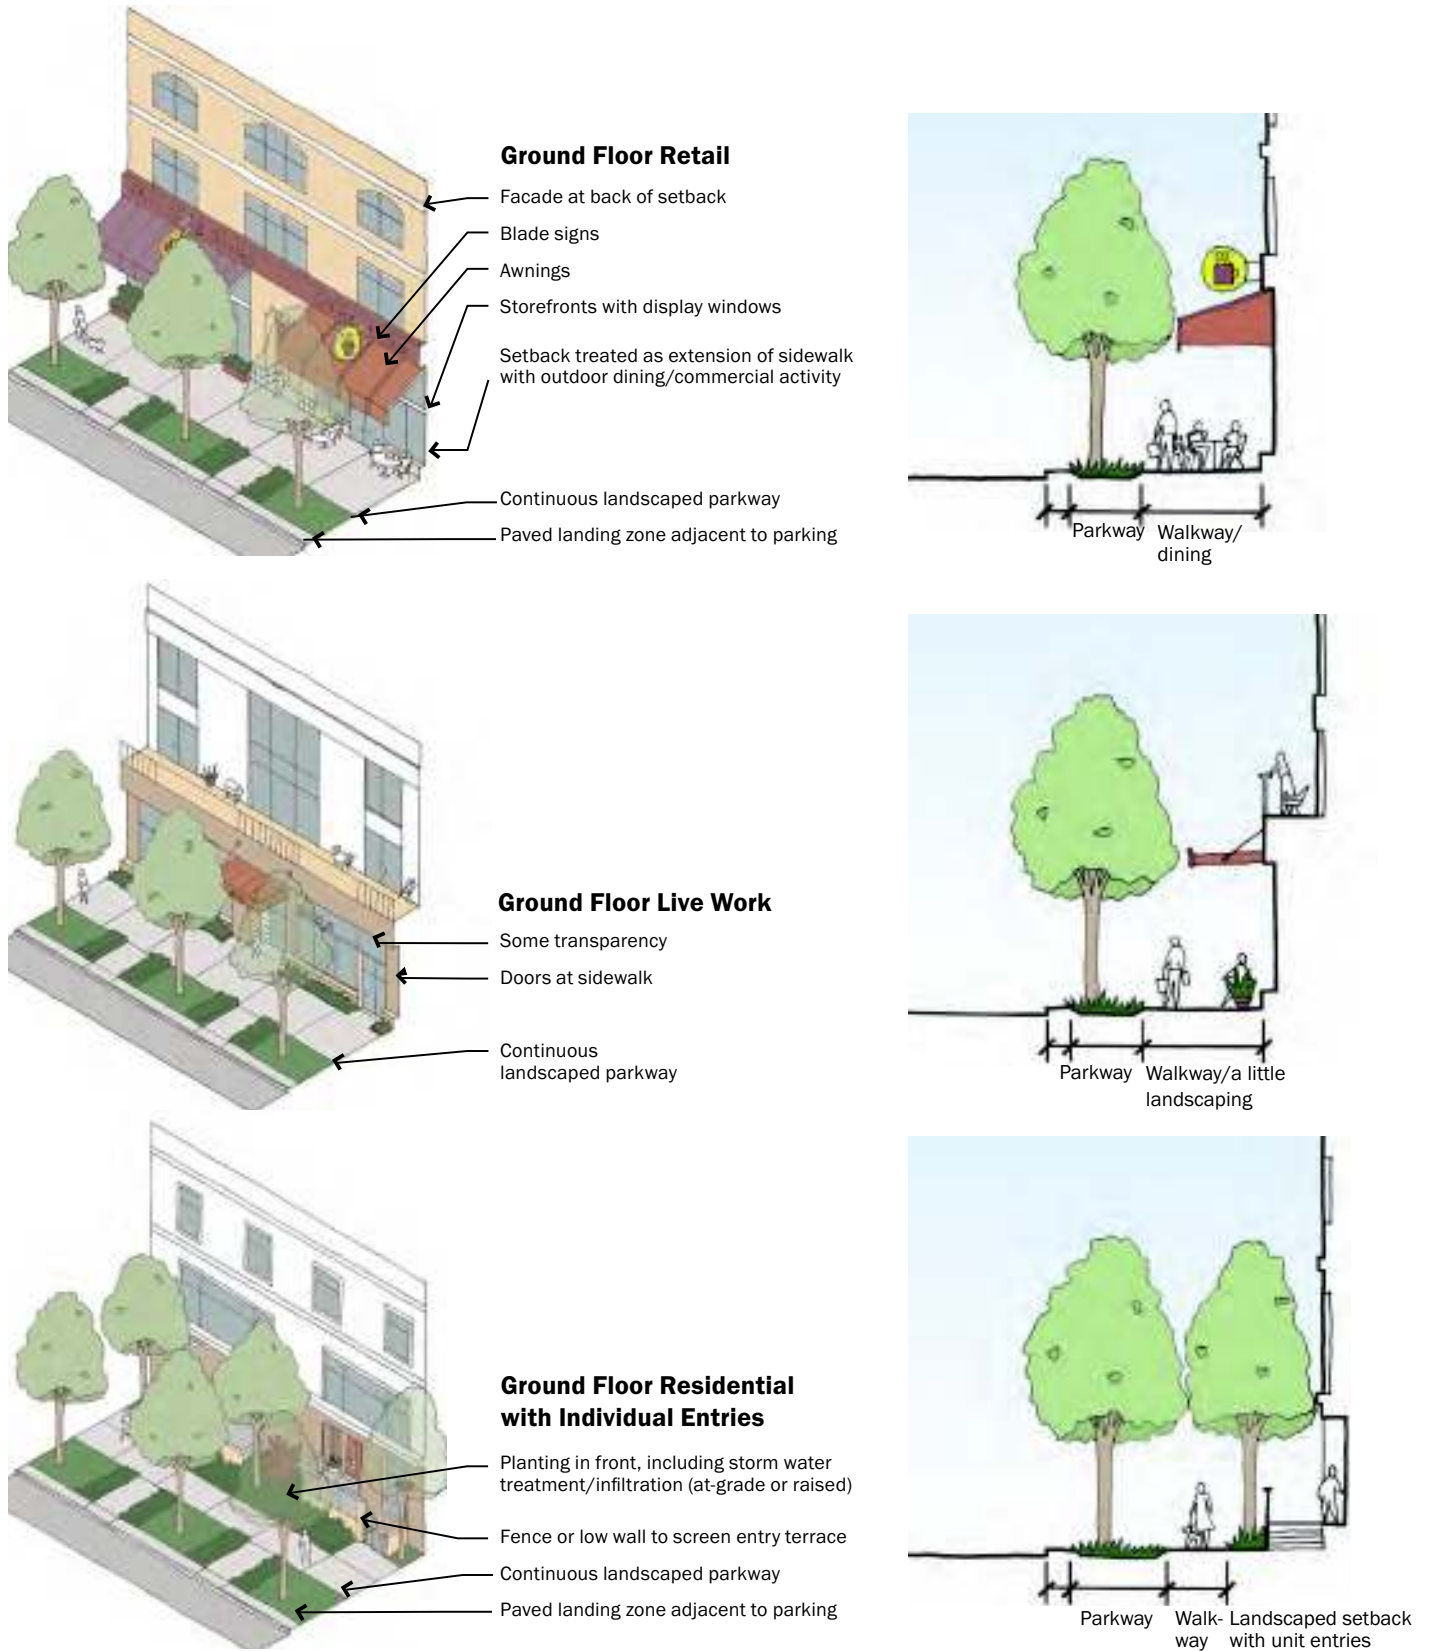 Ground Floor Retail
Facade at back of setback
Blade signs
Awnings
Storefronts with display windows
Setback treated as extension of sidewalk
with outdoor dining/commercial activity
Continuous landscaped parkway
Paved landing zone adjacent to parking
Parkway
Walkway/
dining
Ground Floor Live Work
Some transparency
Doors at sidewalk
Continuous
landscaped parkway
Parkway
Walkway/a little
landscaping
Ground Floor Residential
with Individual Entries
Planting in front, including storm water
treatment/infiltration (at-grade or raised)
Fence or low wall to screen entry terrace
Continuous landscaped parkway
Paved landing zone adjacent to parking
Parkway
Walk-
way
Landscaped setback
with unit entries